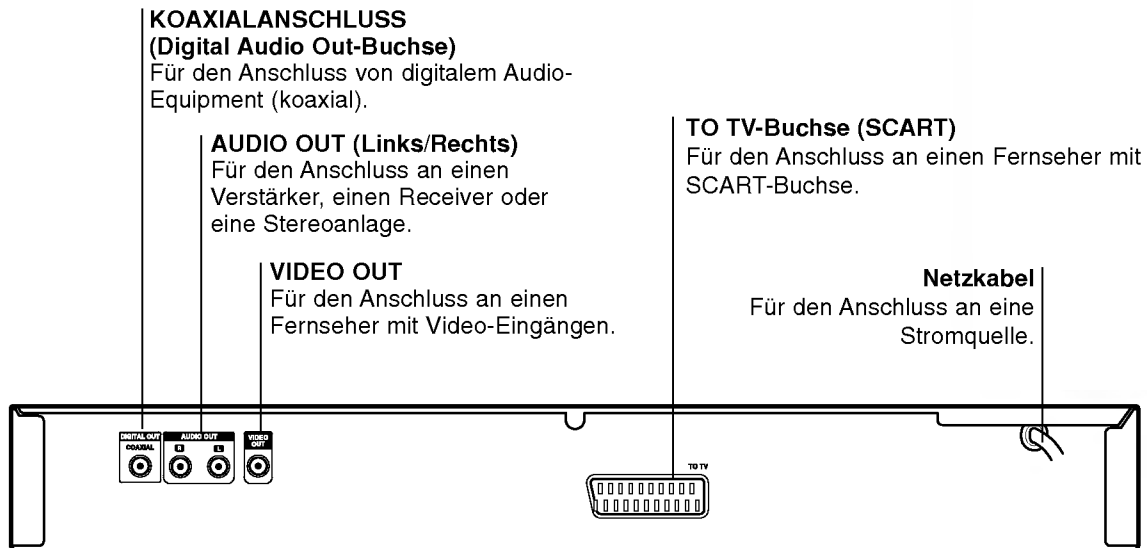 KOAXIALANSCHLUSS
(Digital Audio Out-Buchse)
Für den Anschluss von digitalem Audio-
Equipment (koaxial).
AUDIO OUT (Links/Rechts)
Für den Anschluss an einen
Verstärker, einen Receiver oder
eine Stereoanlage.
VIDEO OUT
Für den Anschluss an einen
Fernseher mit Video-Eingängen.
TO TV-Buchse (SCART)
Für den Anschluss an einen Fernseher mit
SCART-Buchse.
Netzkabel
Für den Anschluss an eine
Stromquelle.
DIGITAL OUT
COAXIAL
AUDIO OUT
R L
VIDEO
OUT
TO TV